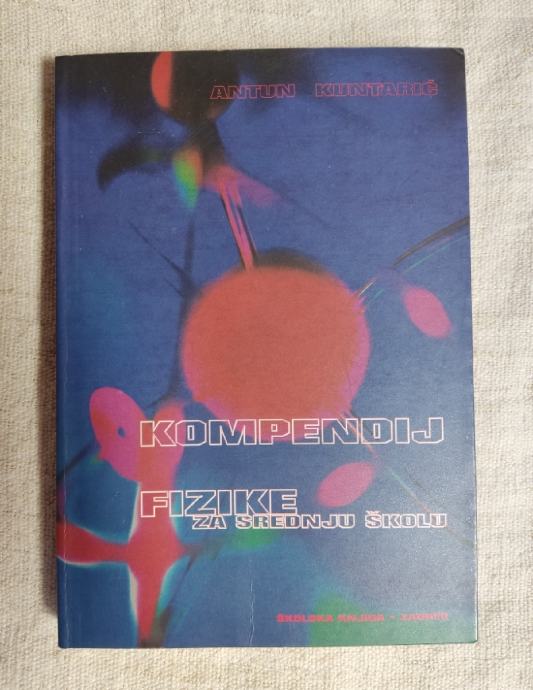 ANTUN KUNTARIĆ
KOMPENDIJ
FIZIKE
ZA SREDNJU ŠKOLU
ŠKOLSKA KNJIGA - ZAGREB